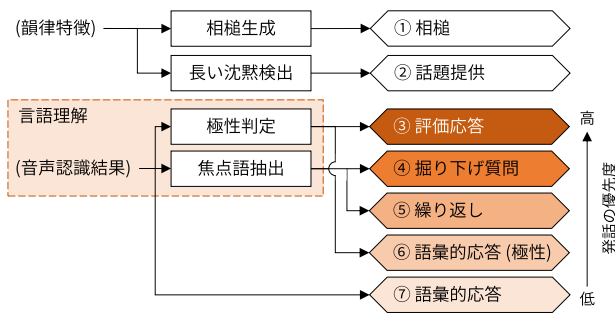 (韻律特徴)
相槌生成
① 相槌
長い沈黙検出
② 話題提供
言語理解
極性判定
③ 評価応答
高
(音声認識結果)
焦点語抽出
④ 掘り下げ質問
⑤ 繰り返し
⑥ 語彙的応答 (極性)
⑦ 語彙的応答
低
発話の優先度